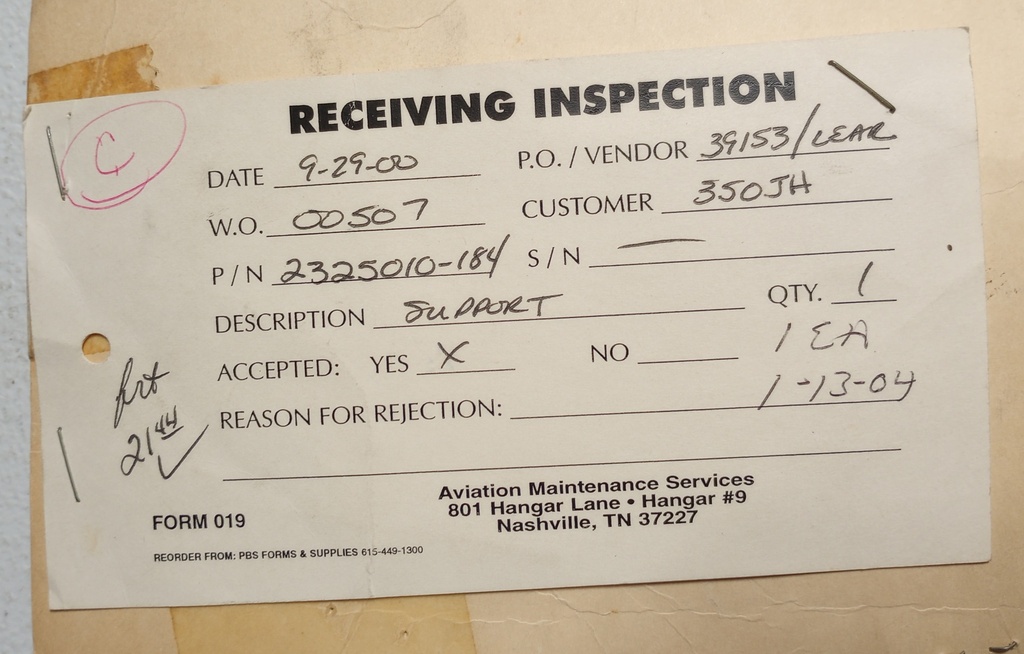 RECEIVING INSPECTION
C
DATE 9-29-00 P.O. / VENDOR 39153/LEAR
W.O. 00507 CUSTOMER 350JH
P / N 2325010-184 S / N —
DESCRIPTION SUPPORT QTY. 1
ACCEPTED: YES X NO 1 EA
REASON FOR REJECTION: 1-13-04
frt
21 44 ✓
Aviation Maintenance Services
801 Hangar Lane • Hangar #9
Nashville, TN 37227
FORM 019
REORDER FROM: PBS FORMS & SUPPLIES 615-449-1300